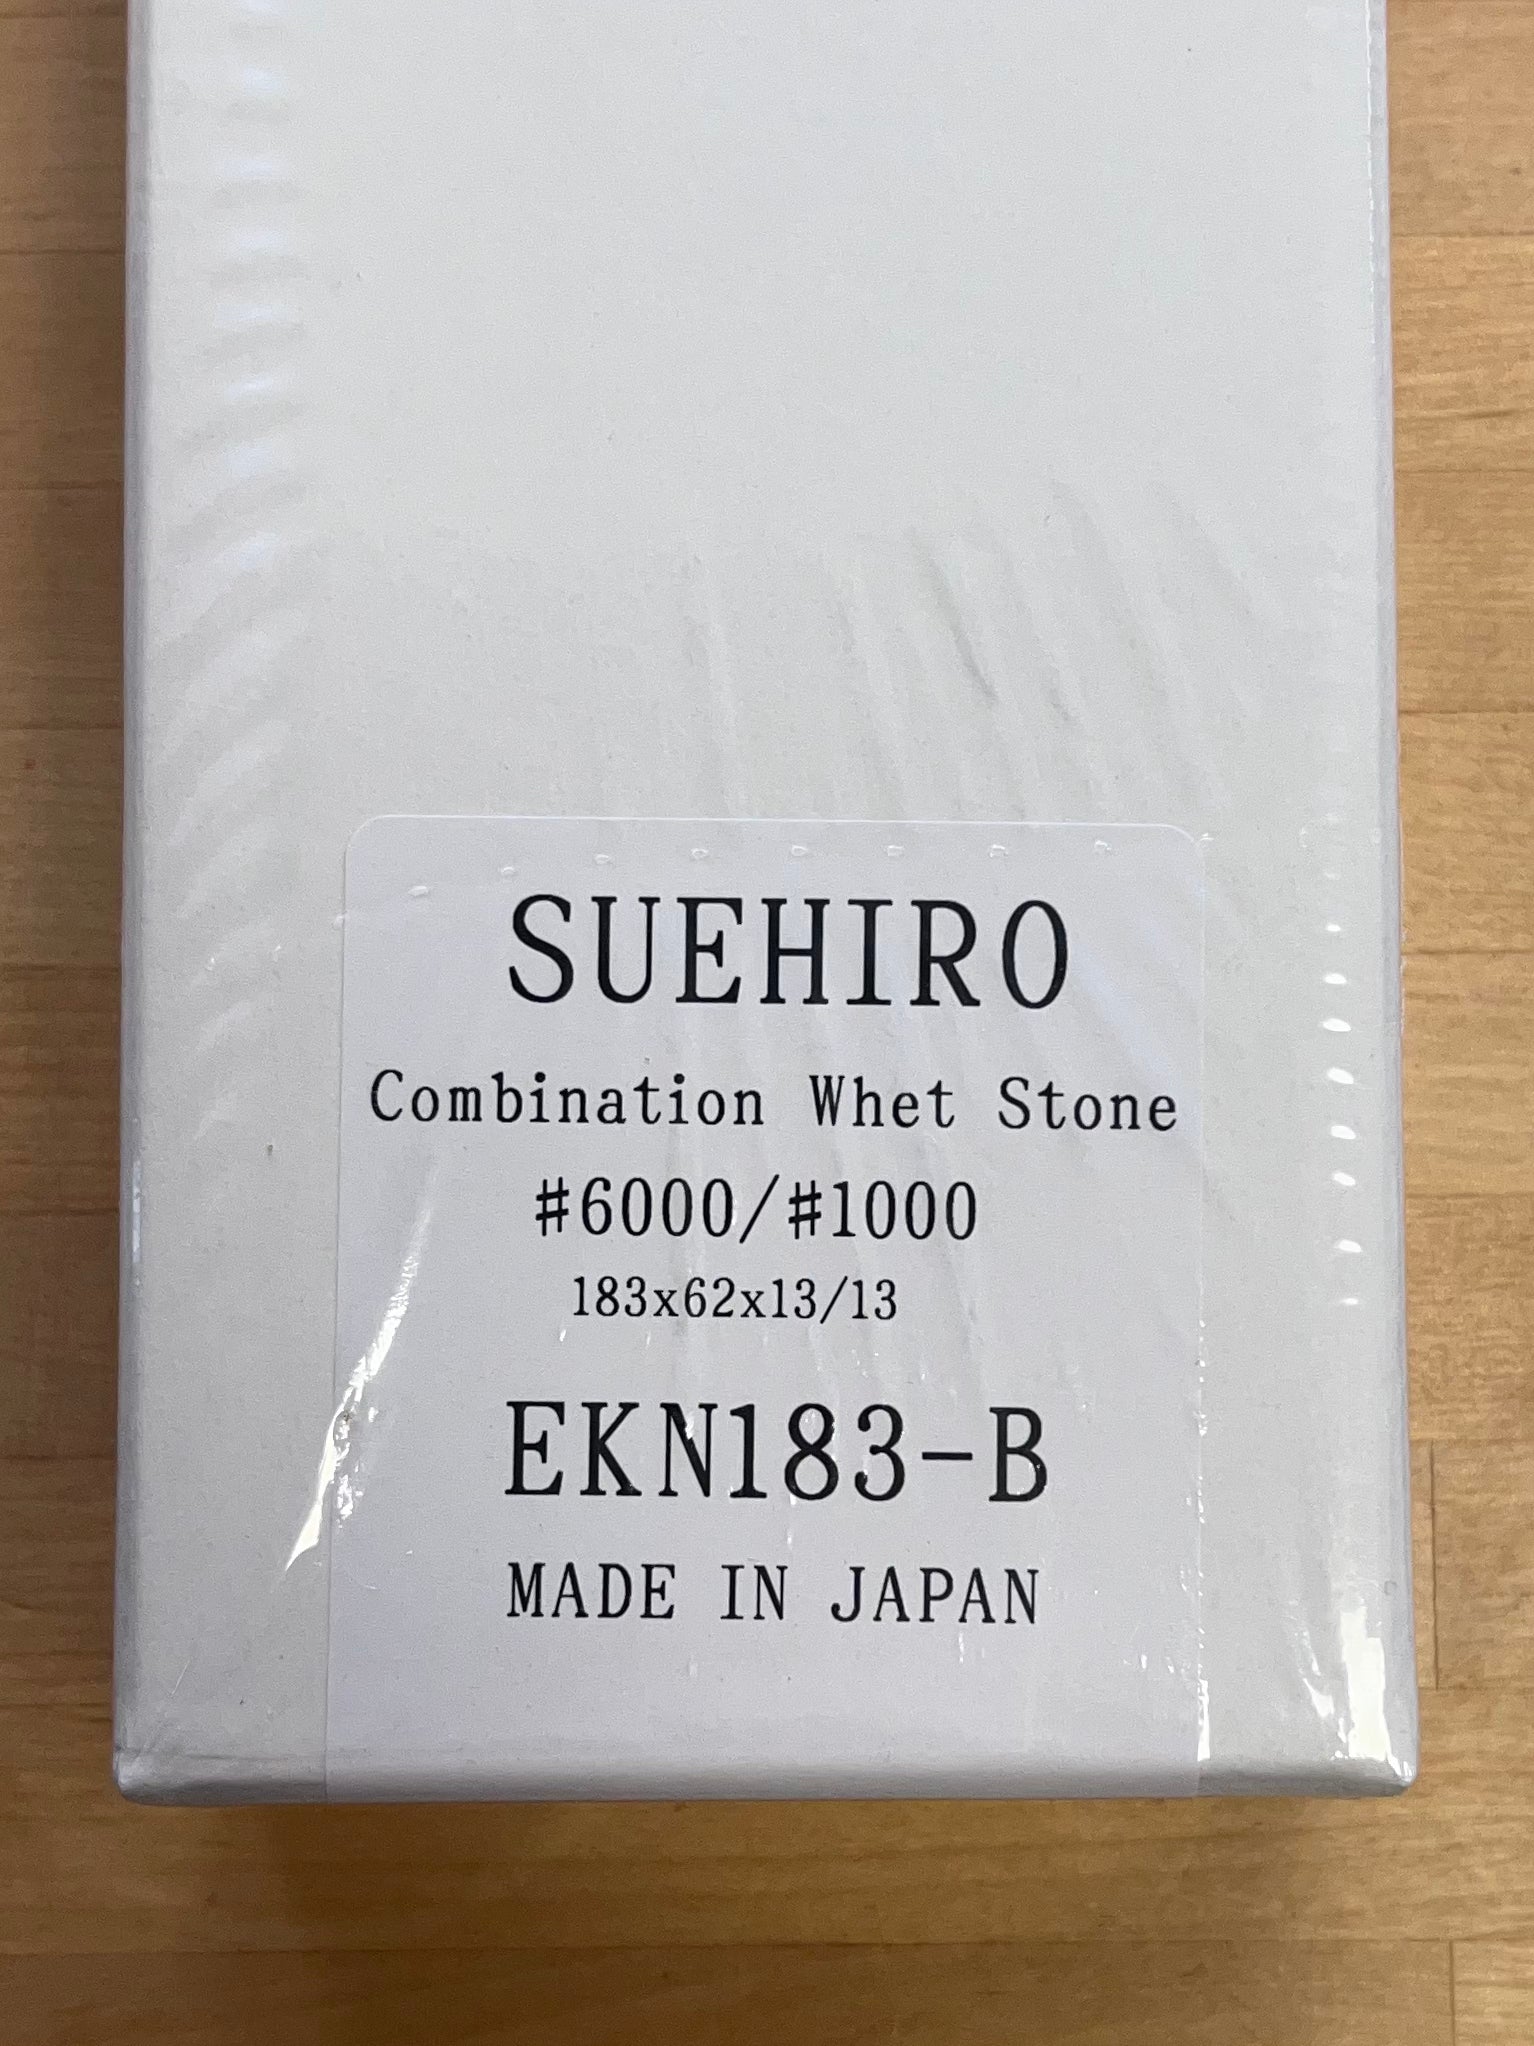 SUEHIRO
Combination Whet Stone
#6000/#1000
183x62x13/13
EKN183-B
MADE IN JAPAN